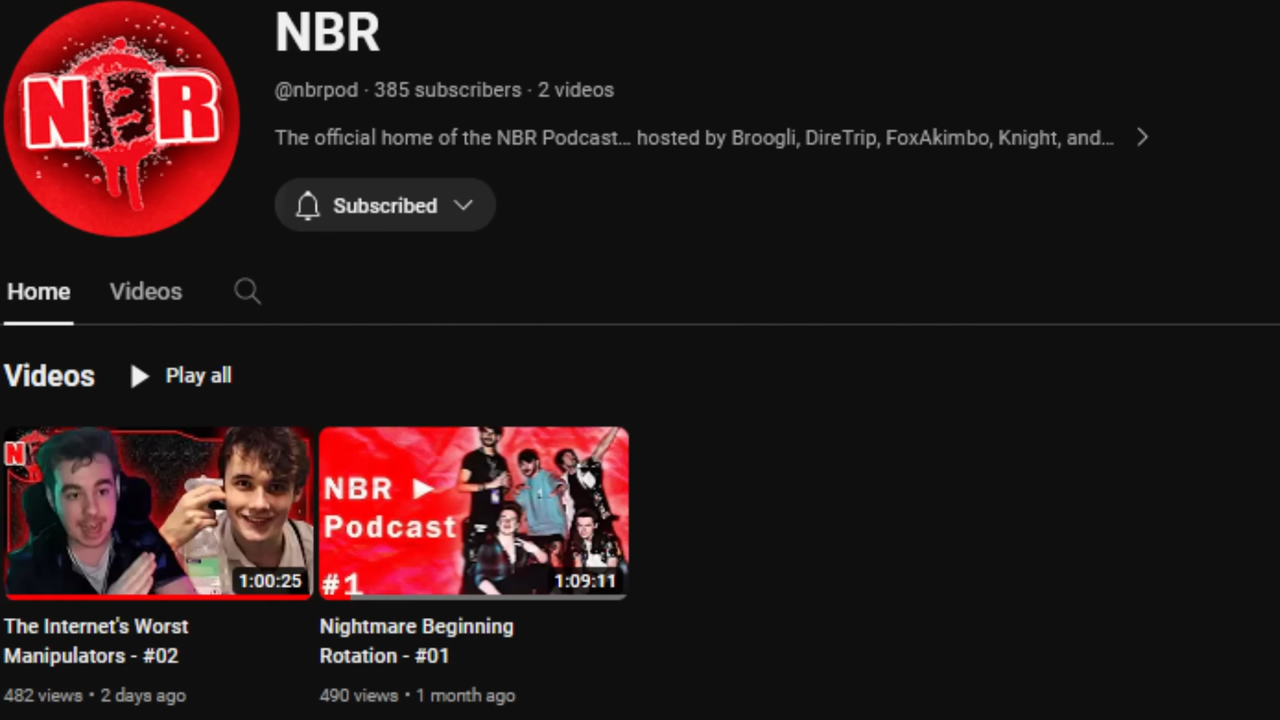 NBR
NBR
@nbrpod · 385 subscribers · 2 videos
The official home of the NBR Podcast... hosted by Broogli, DireTrip, FoxAkimbo, Knight, and...
Subscribed
Home Videos
Videos Play all
N
1:00:25
NBR
Podcast
#1
1:09:11
The Internet's Worst
Manipulators - #02
482 views • 2 days ago
Nightmare Beginning
Rotation - #01
490 views • 1 month ago